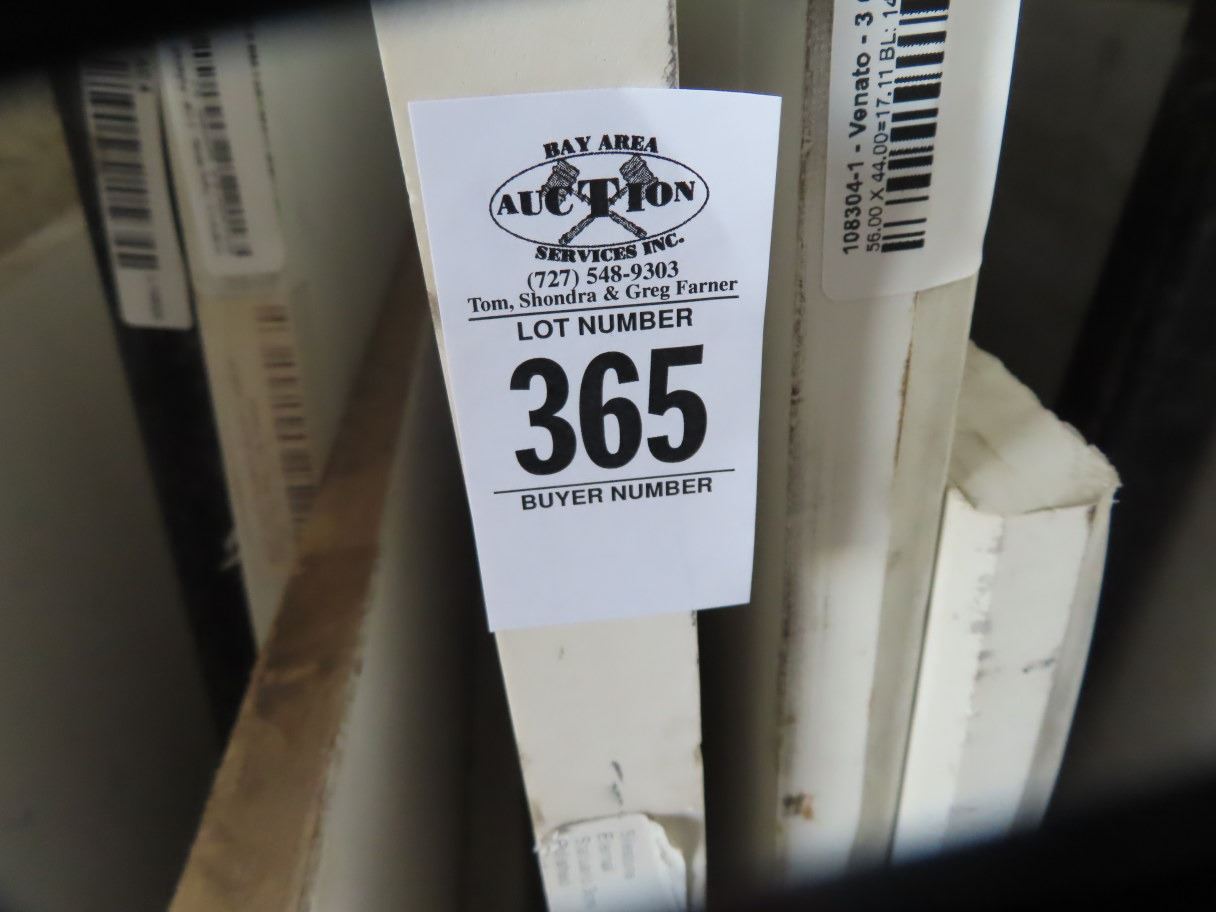 BAY AREA
AUCTION
SERVICES INC.
(727) 548-9303
Tom, Shondra & Greg Farner
LOT NUMBER
365
BUYER NUMBER
108304-1 - Venato - 3
56.00 X 44.00=17.11 BL: 14